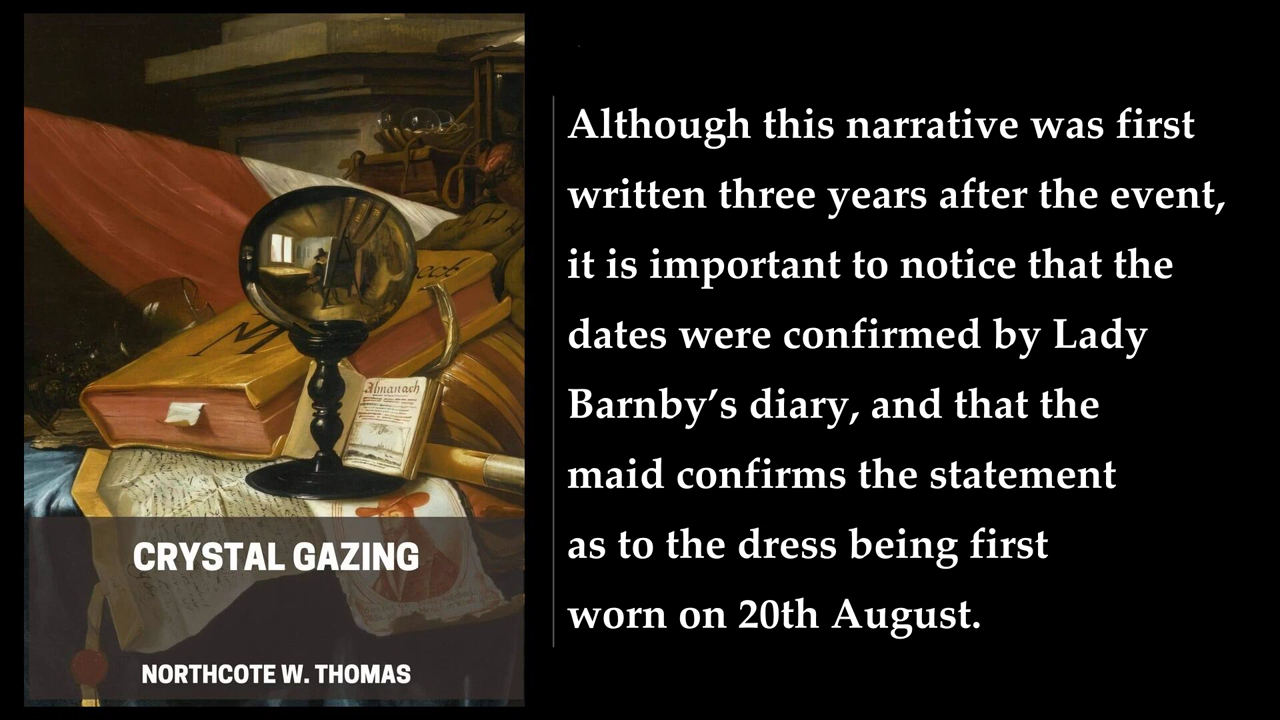 Although this narrative was first
written three years after the event,
it is important to notice that the
dates were confirmed by Lady
Barnby’s diary, and that the
maid confirms the statement
as to the dress being first
worn on 20th August.
M
Almanach
CRYSTAL GAZING
NORTHCOTE W. THOMAS